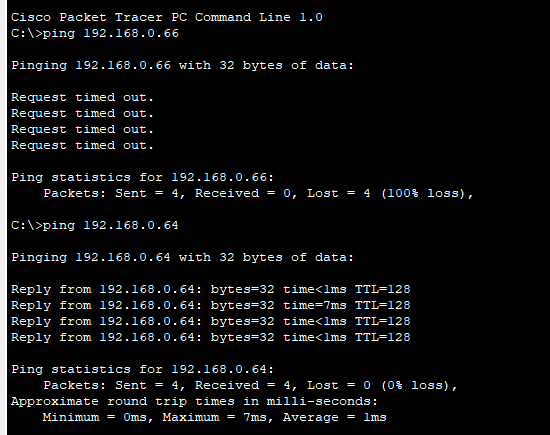 Cisco Packet Tracer PC Command Line 1.0
C:\>ping 192.168.0.66
Pinging 192.168.0.66 with 32 bytes of data:
Request timed out.
Request timed out.
Request timed out.
Request timed out.
Ping statistics for 192.168.0.66:
    Packets: Sent = 4, Received = 0, Lost = 4 (100% loss),
C:\>ping 192.168.0.64
Pinging 192.168.0.64 with 32 bytes of data:
Reply from 192.168.0.64: bytes=32 time<1ms TTL=128
Reply from 192.168.0.64: bytes=32 time=7ms TTL=128
Reply from 192.168.0.64: bytes=32 time<1ms TTL=128
Reply from 192.168.0.64: bytes=32 time<1ms TTL=128
Ping statistics for 192.168.0.64:
    Packets: Sent = 4, Received = 4, Lost = 0 (0% loss),
Approximate round trip times in milli-seconds:
    Minimum = 0ms, Maximum = 7ms, Average = 1ms